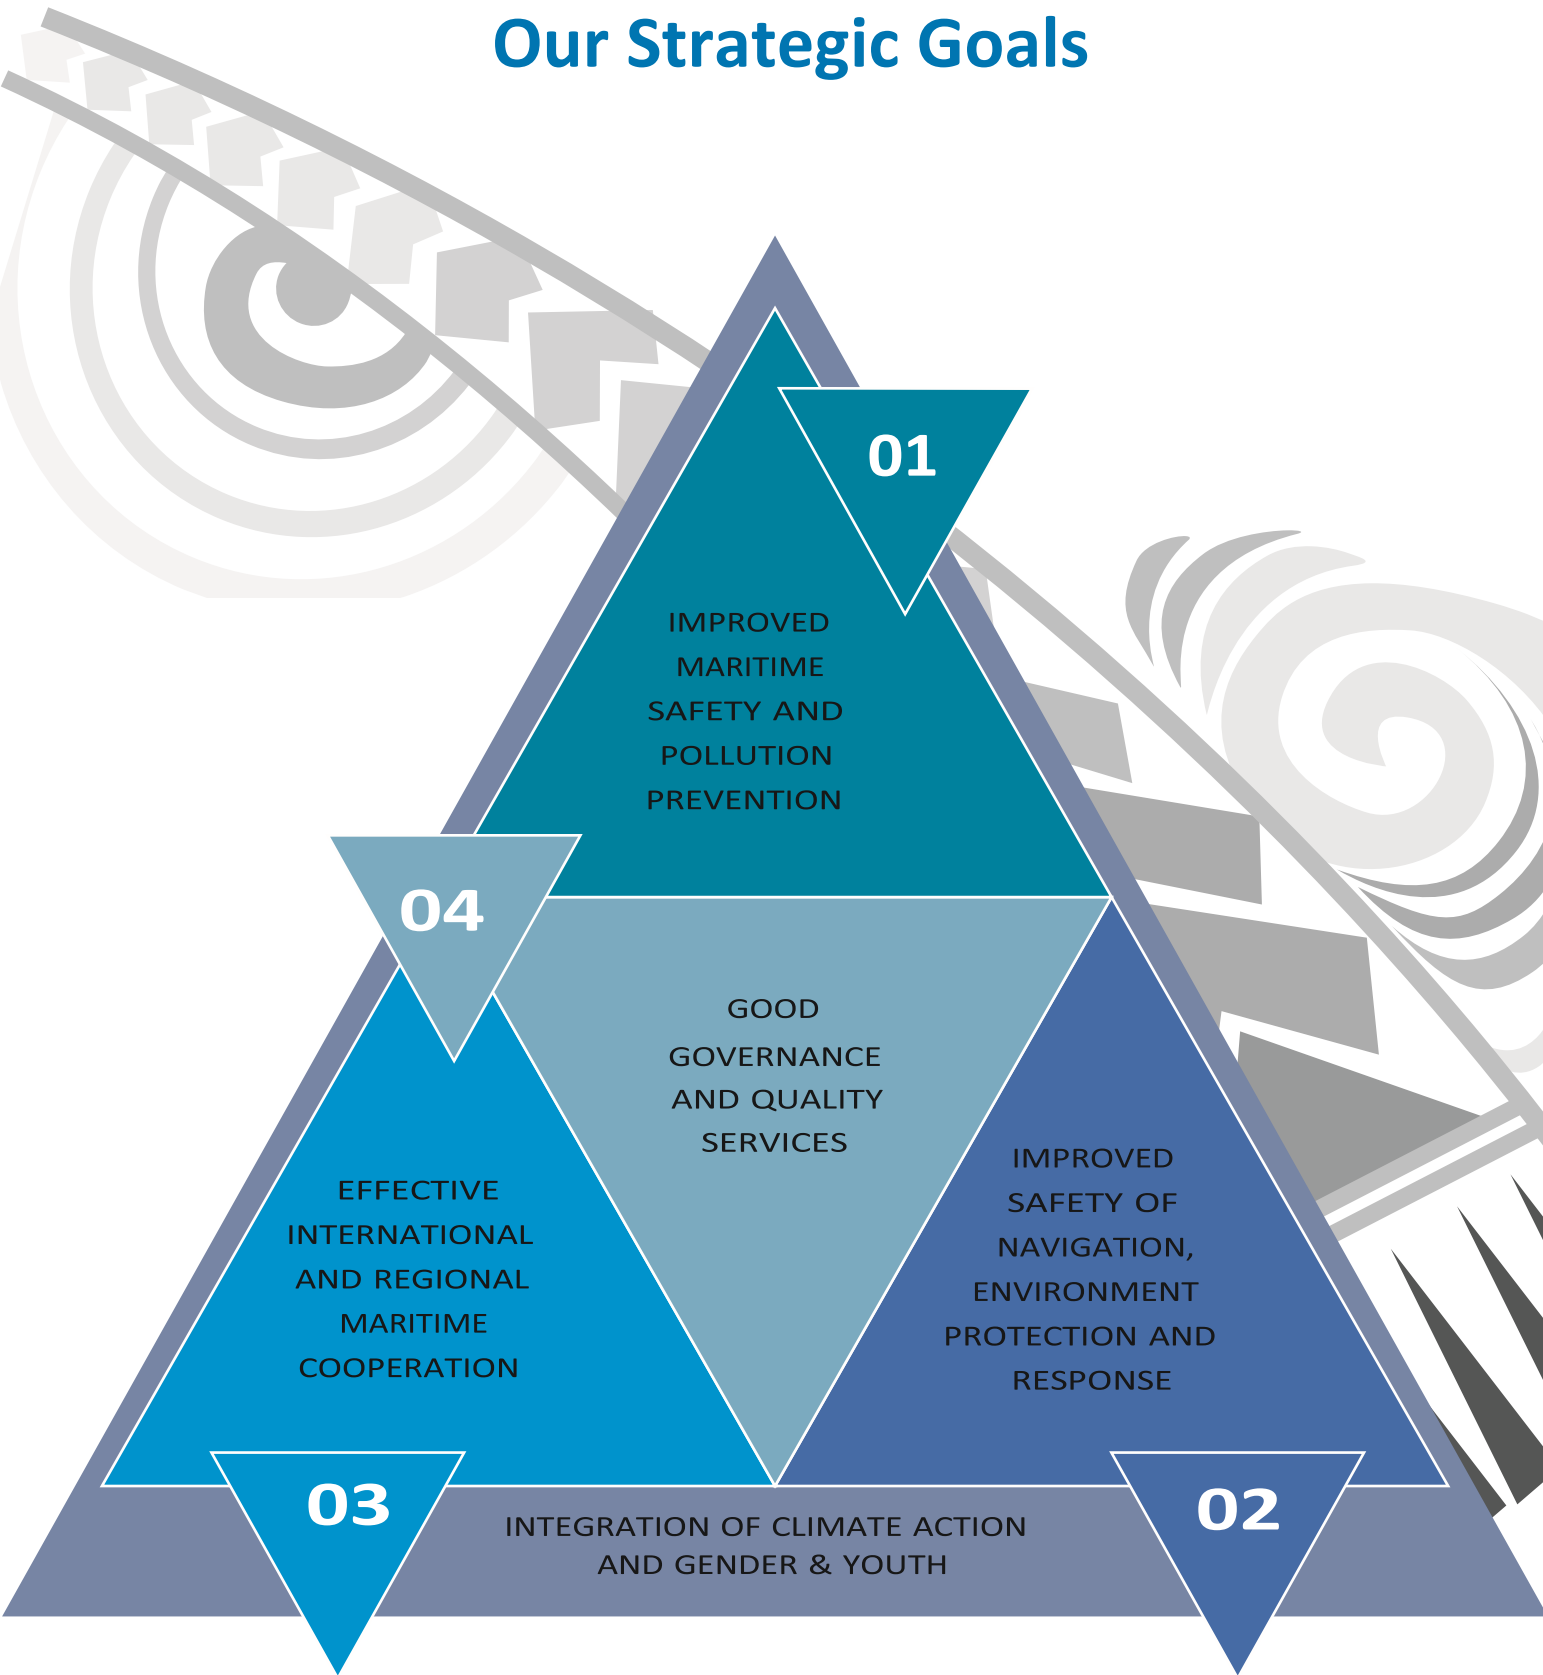 Our Strategic Goals
01
IMPROVED
MARITIME
SAFETY AND
POLLUTION
PREVENTION
04
GOOD
GOVERNANCE
AND QUALITY
SERVICES
EFFECTIVE
INTERNATIONAL
AND REGIONAL
MARITIME
COOPERATION
IMPROVED
SAFETY OF
NAVIGATION,
ENVIRONMENT
PROTECTION AND
RESPONSE
03
02
INTEGRATION OF CLIMATE ACTION
AND GENDER & YOUTH